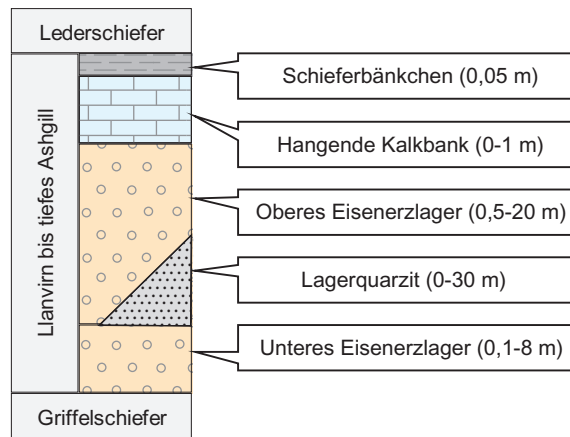 Lederschiefer
Llanvirn bis tiefes Ashgill
Schieferbänkchen (0,05 m)
Hangende Kalkbank (0-1 m)
Oberes Eisenerzlager (0,5-20 m)
Lagerquarzit (0-30 m)
Unteres Eisenerzlager (0,1-8 m)
Griffelschiefer